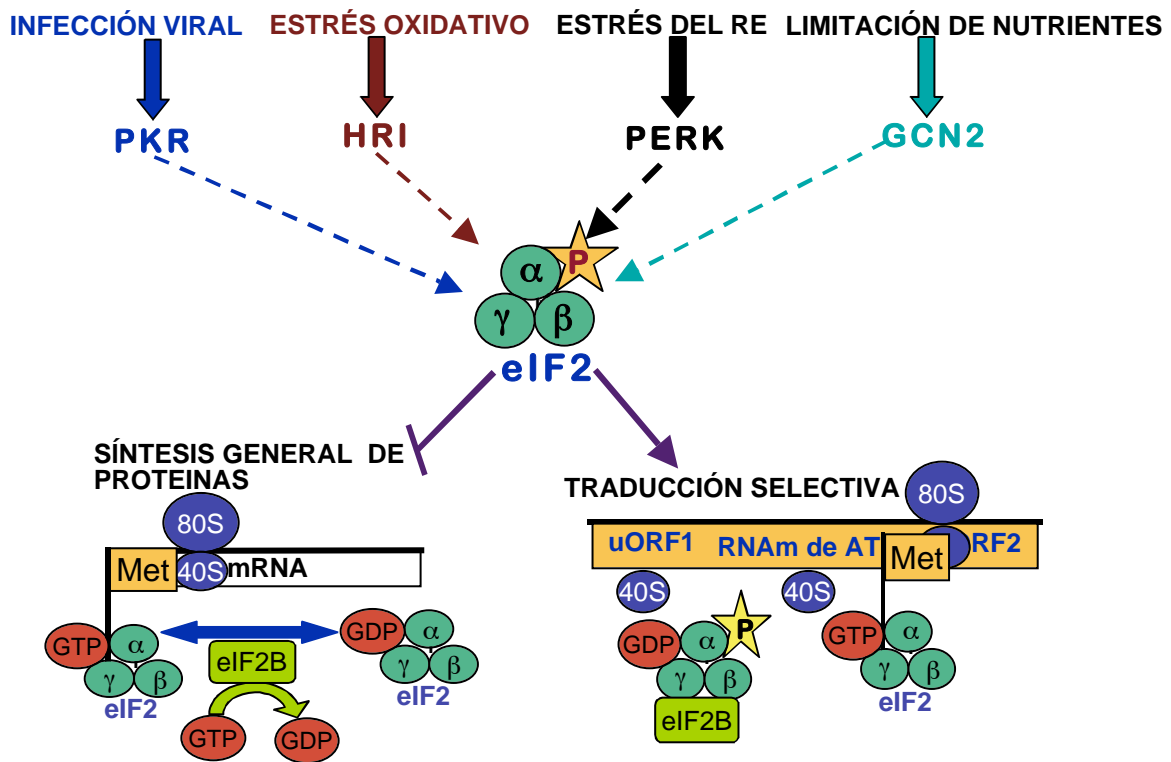 INFECCIÓN VIRAL
ESTRÉS OXIDATIVO
ESTRÉS DEL RE
LIMITACIÓN DE NUTRIENTES
PKR
HRI
PERK
GCN2
P
α
γ
β
eIF2
SÍNTESIS GENERAL DE
PROTEINAS
80S
Met
40S
mRNA
GTP
α
γ
β
eIF2
eIF2B
GTP
GDP
GDP
α
γ
β
eIF2
TRADUCCIÓN SELECTIVA
80S
uORF1
RNAm de AT
Met
RF2
40S
40S
P
GDP
α
γ
β
eIF2B
GTP
α
γ
β
eIF2